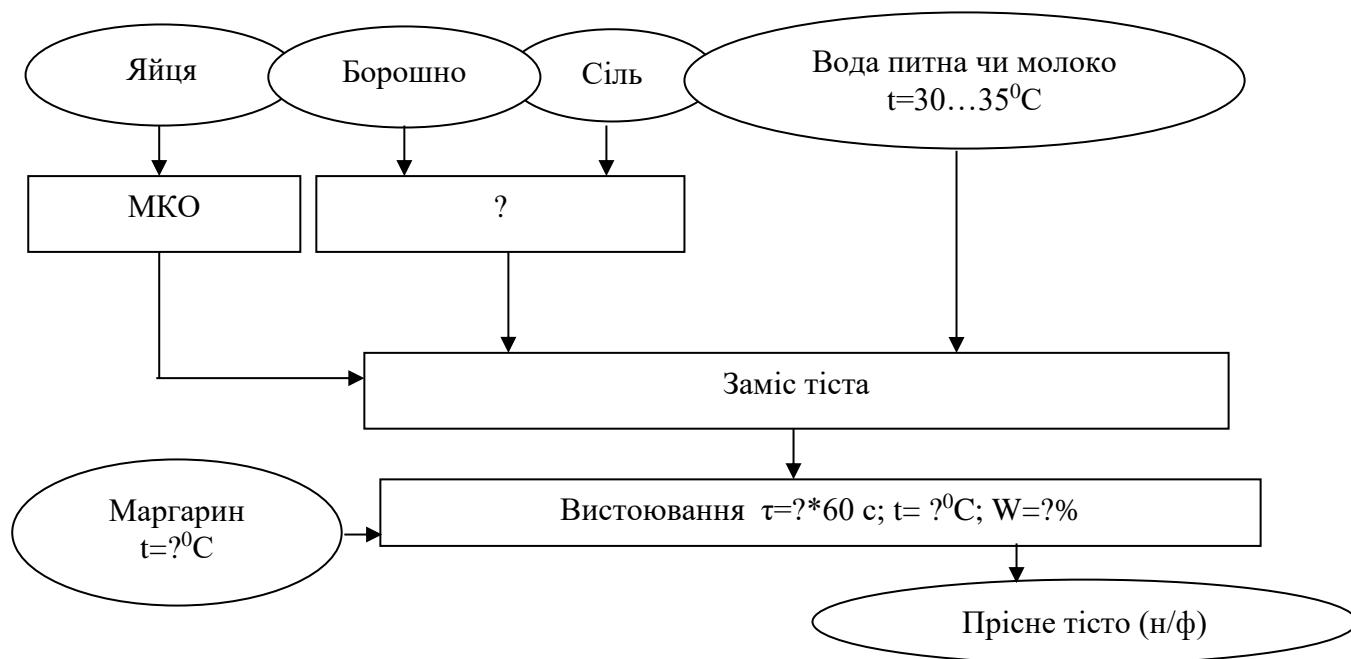 Яйця
Борошно
Сіль
Вода питна чи молоко
t=30…35⁰С
МКО
?
Заміс тіста
Маргарин
t=?⁰С
Вистоювання τ=?*60 с; t= ?⁰С; W=?%
Прісне тісто (н/ф)